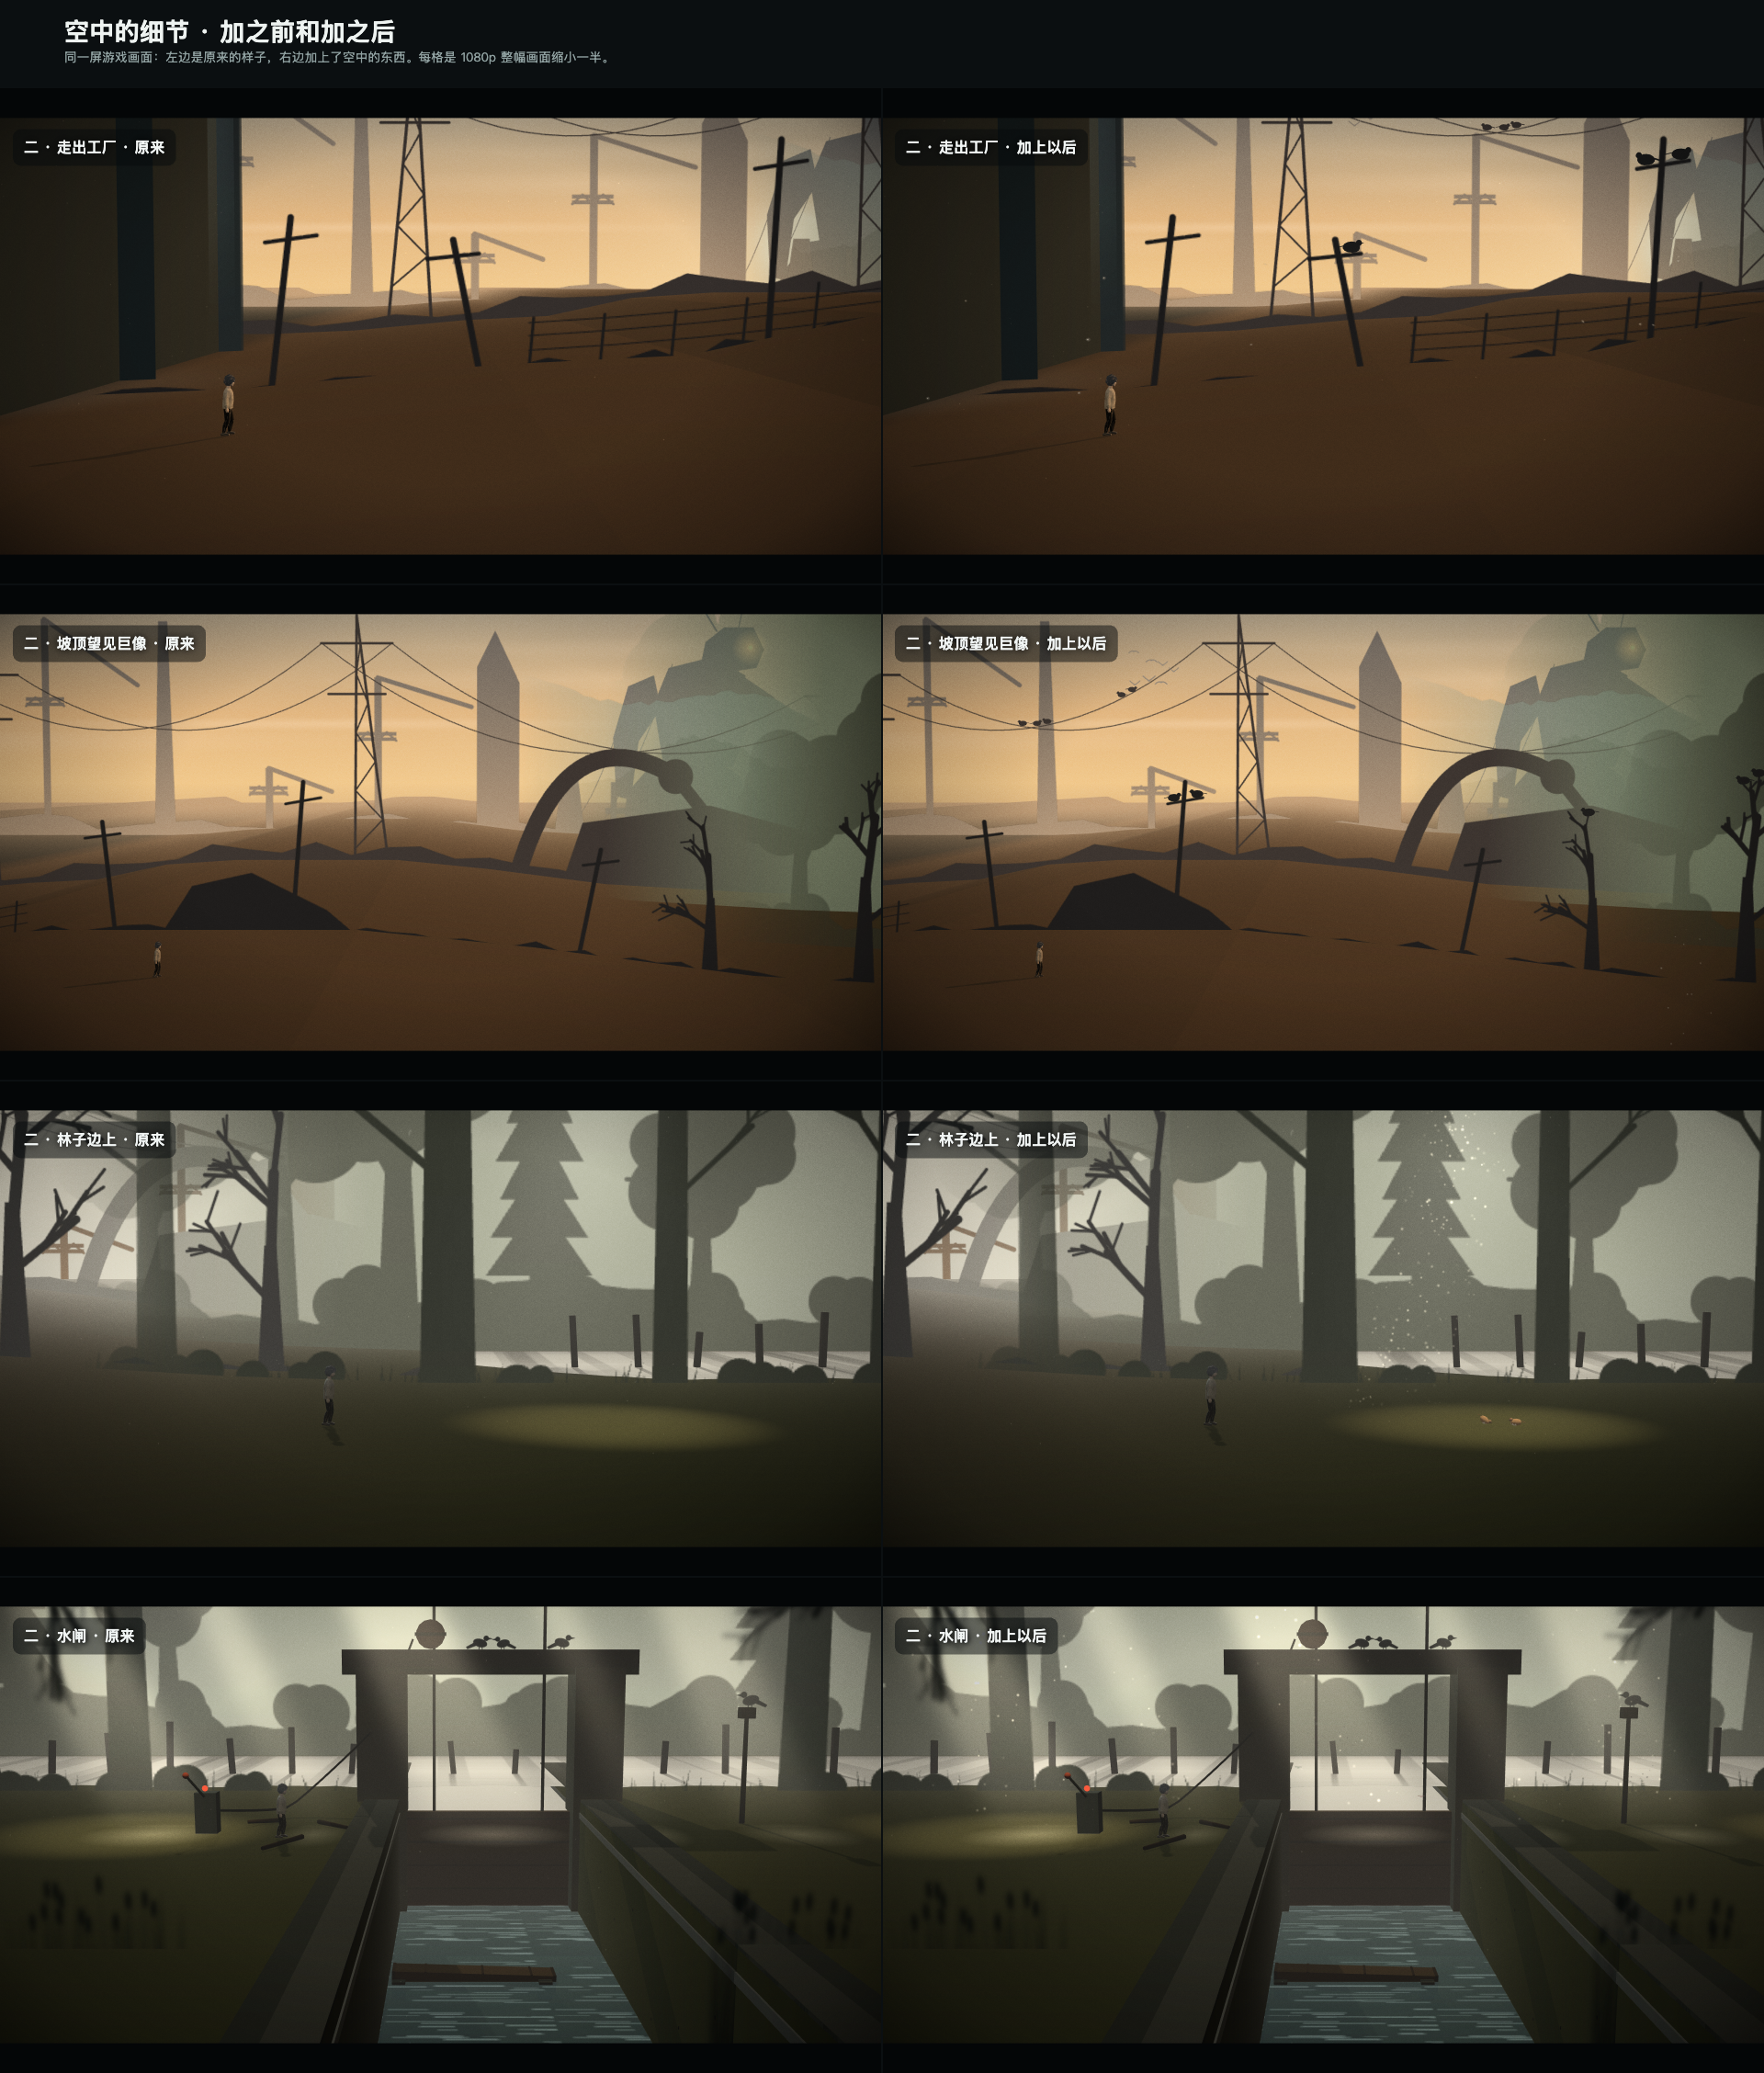 空中的细节 · 加之前和加之后
同一屏游戏画面：左边是原来的样子，右边加上了空中的东西。每格是 1080p 整幅画面缩小一半。
二 · 走出工厂 · 原来
二 · 走出工厂 · 加上以后
二 · 坡顶望见巨像 · 原来
二 · 坡顶望见巨像 · 加上以后
二 · 林子边上 · 原来
二 · 林子边上 · 加上以后
二 · 水闸 · 原来
二 · 水闸 · 加上以后